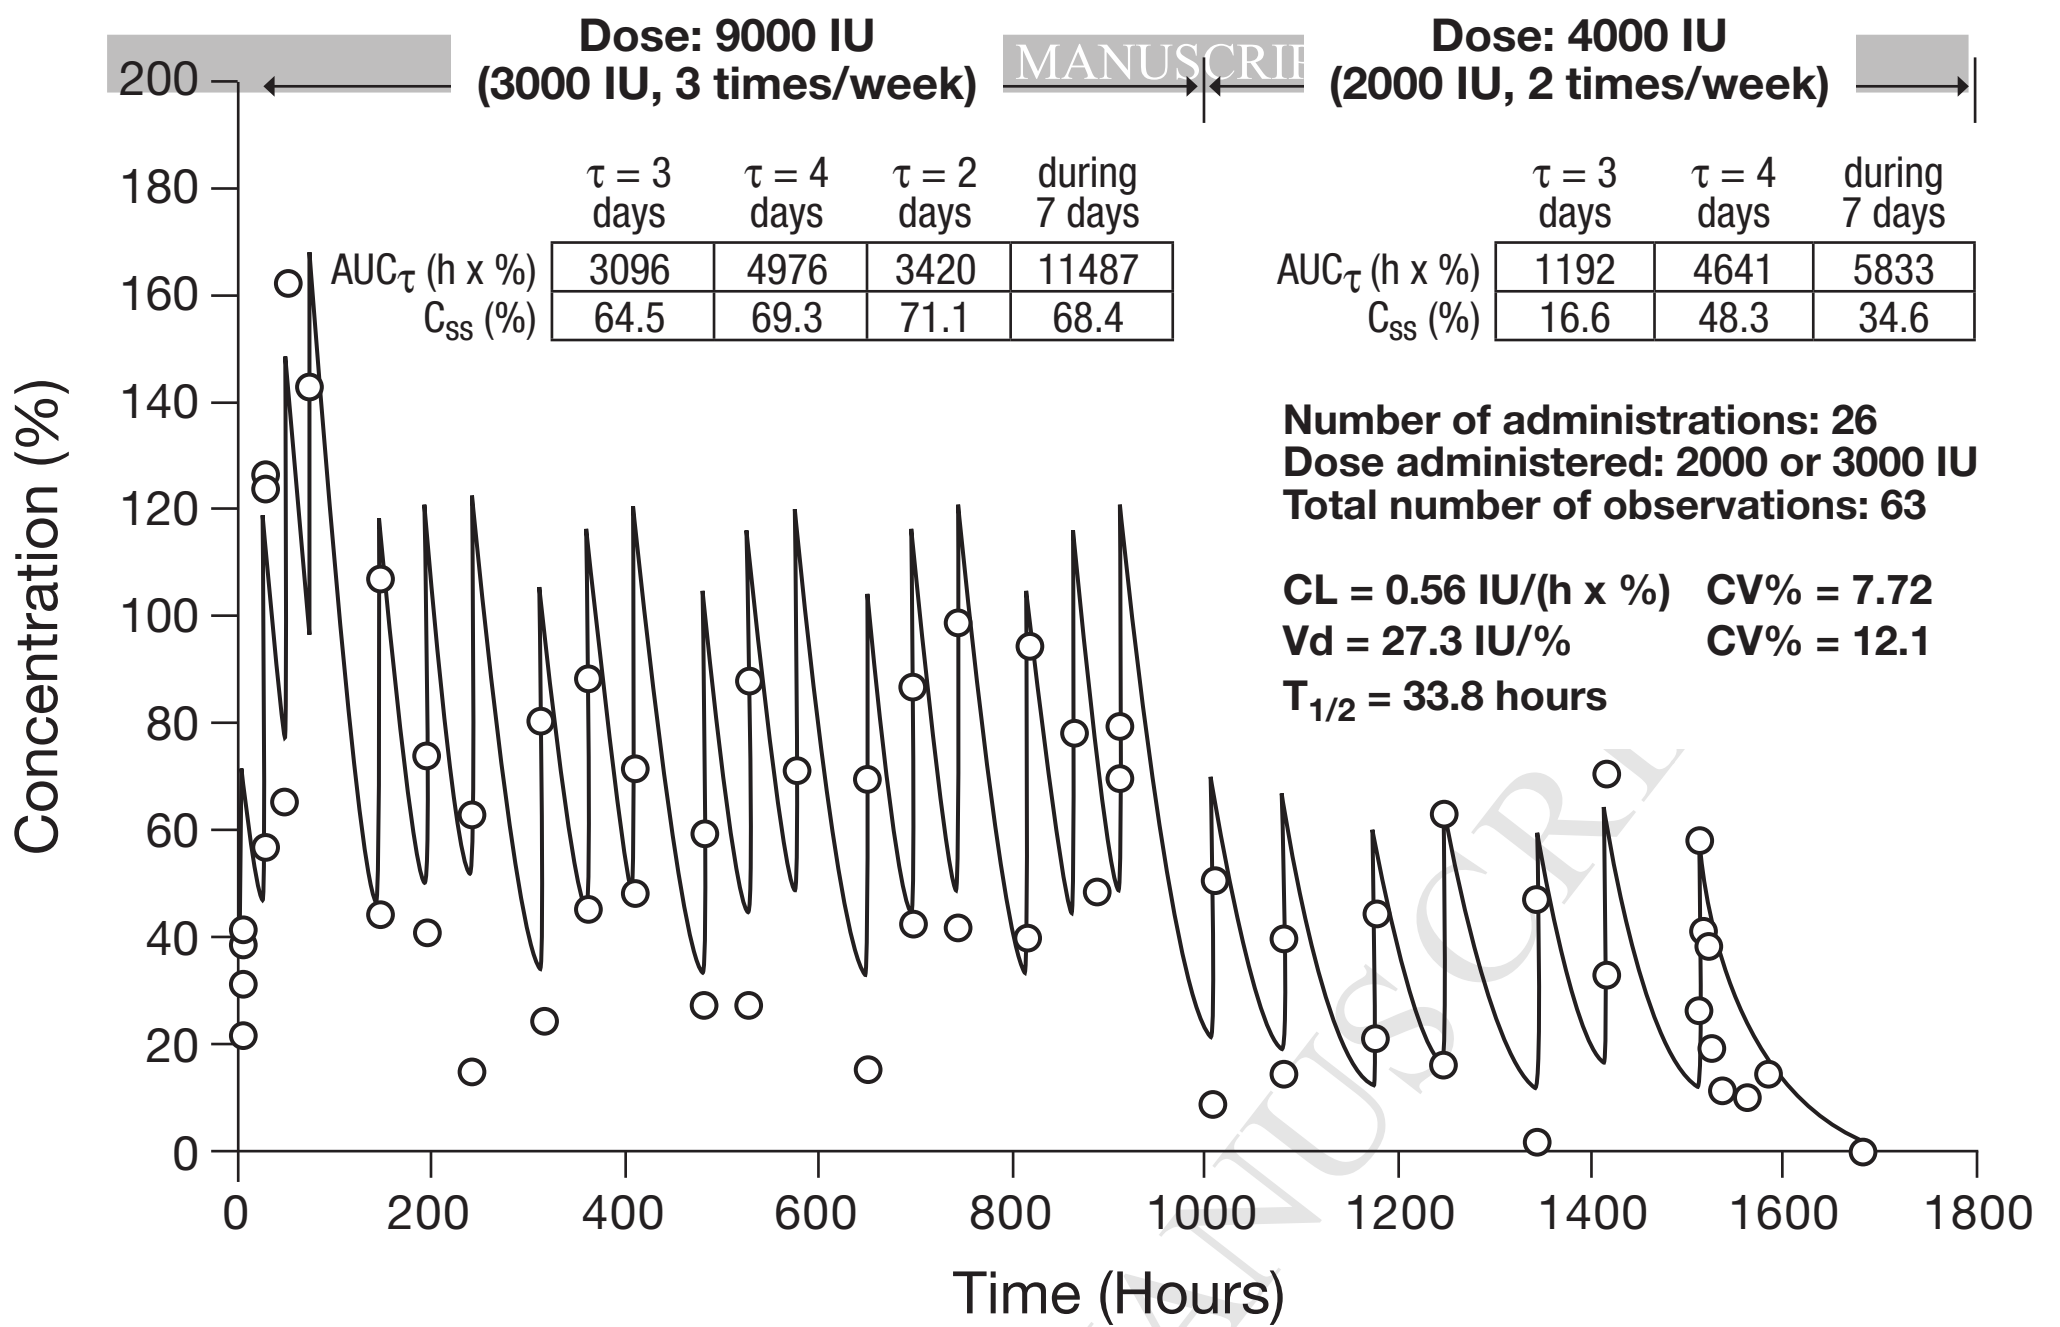 Dose: 9000 IU
(3000 IU, 3 times/week)
Dose: 4000 IU
(2000 IU, 2 times/week)
τ = 3 days
τ = 4 days
τ = 2 days
during 7 days
AUCτ (h x %) 3096 4976 3420 11487
Css (%) 64.5 69.3 71.1 68.4
τ = 3 days
τ = 4 days
during 7 days
AUCτ (h x %) 1192 4641 5833
Css (%) 16.6 48.3 34.6
Number of administrations: 26
Dose administered: 2000 or 3000 IU
Total number of observations: 63
CL = 0.56 IU/(h x %) CV% = 7.72
Vd = 27.3 IU/% CV% = 12.1
T1/2 = 33.8 hours
Concentration (%)
200
180
160
140
120
100
80
60
40
20
0
0 200 400 600 800 1000 1200 1400 1600 1800
Time (Hours)